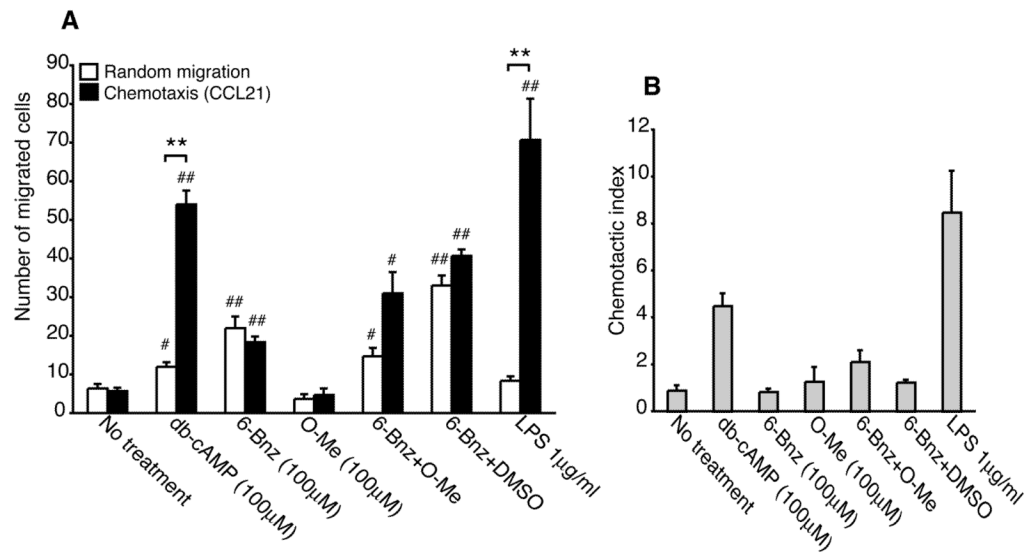 A
Number of migrated cells
90
80
70
60
50
40
30
20
10
0
Random migration
Chemotaxis (CCL21)
#
##
**
##
##
#
#
##
##
**
##
No treatment
db-cAMP (100μM)
6-Bnz (100μM)
O-Me (100μM)
6-Bnz+O-Me
6-Bnz+DMSO
LPS 1μg/ml
B
Chemotactic index
12
10
8
6
4
2
0
No treatment
db-cAMP (100μM)
6-Bnz (100μM)
O-Me (100μM)
6-Bnz+O-Me
6-Bnz+DMSO
LPS 1μg/ml